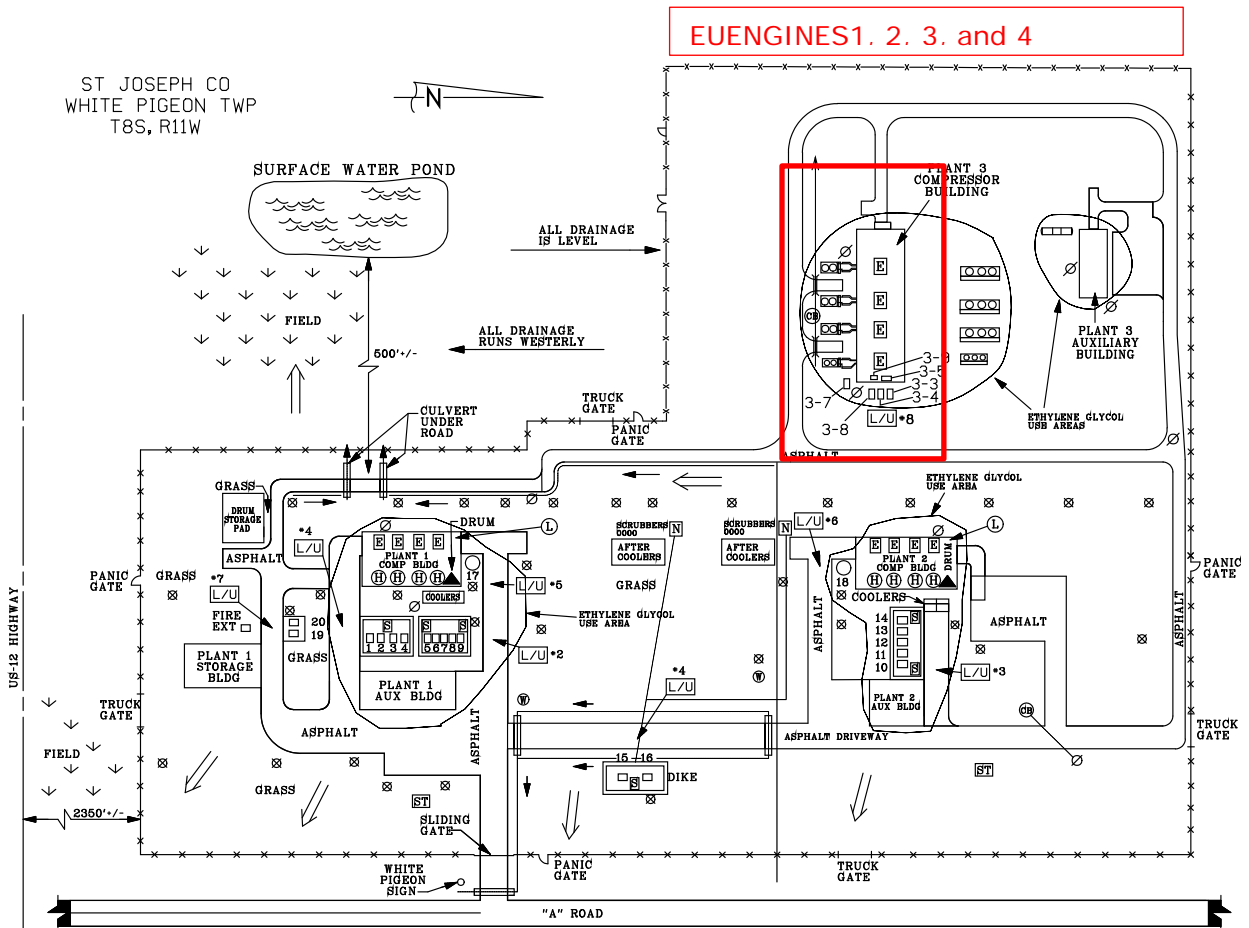 EUENGINES1. 2. 3. and 4
ST JOSEPH CO
WHITE PIGEON TWP
T8S, R11W
N
SURFACE WATER POND
ALL DRAINAGE
IS LEVEL
PLANT 3
COMPRESSOR
BUILDING
E
E
E
E
CB
FIELD
ALL DRAINAGE
RUNS WESTERLY
500'+/-
PLANT 3
AUXILIARY
BUILDING
3-9
3-5
3-3
3-4
3-7
3-8
L/U *8
ETHYLENE GLYCOL
USE AREAS
CULVERT
UNDER
ROAD
TRUCK
GATE
PANIC
GATE
ASPHALT
ASPHALT
GRASS
DRUM
STORAGE
PAD
*4
L/U
DRUM
L
SCRUBBERS
0000
N
AFTER
COOLERS
SCRUBBERS
0000
N
AFTER
COOLERS
L/U *6
ETHYLENE GLYCOL
USE AREA
L
E E E E
PLANT 1
COMP BLDG
H H H H
17
COOLERS
E E E E
PLANT 2
COMP BLDG
H H H H
DRUM
18
COOLERS
ASPHALT
PANIC
GATE
GRASS
*7
L/U
FIRE
EXT
20
19
GRASS
L/U *5
ETHYLENE GLYCOL
USE AREA
GRASS
ASPHALT
ASPHALT
ASPHALT
PANIC
GATE
US-12 HIGHWAY
PLANT 1
STORAGE
BLDG
S
1 2 3 4
S S
5 6 7 8 9
L/U *2
PLANT 1
AUX BLDG
*4
L/U
W
W
14
13
12
11
10
S
S
L/U *3
PLANT 2
AUX BLDG
CB
TRUCK
GATE
ASPHALT
ASPHALT
ASPHALT DRIVEWAY
TRUCK
GATE
FIELD
GRASS
15 16
S
DIKE
ST
ST
2350'+/-
SLIDING
GATE
WHITE
PIGEON
SIGN
PANIC
GATE
TRUCK
GATE
"A" ROAD